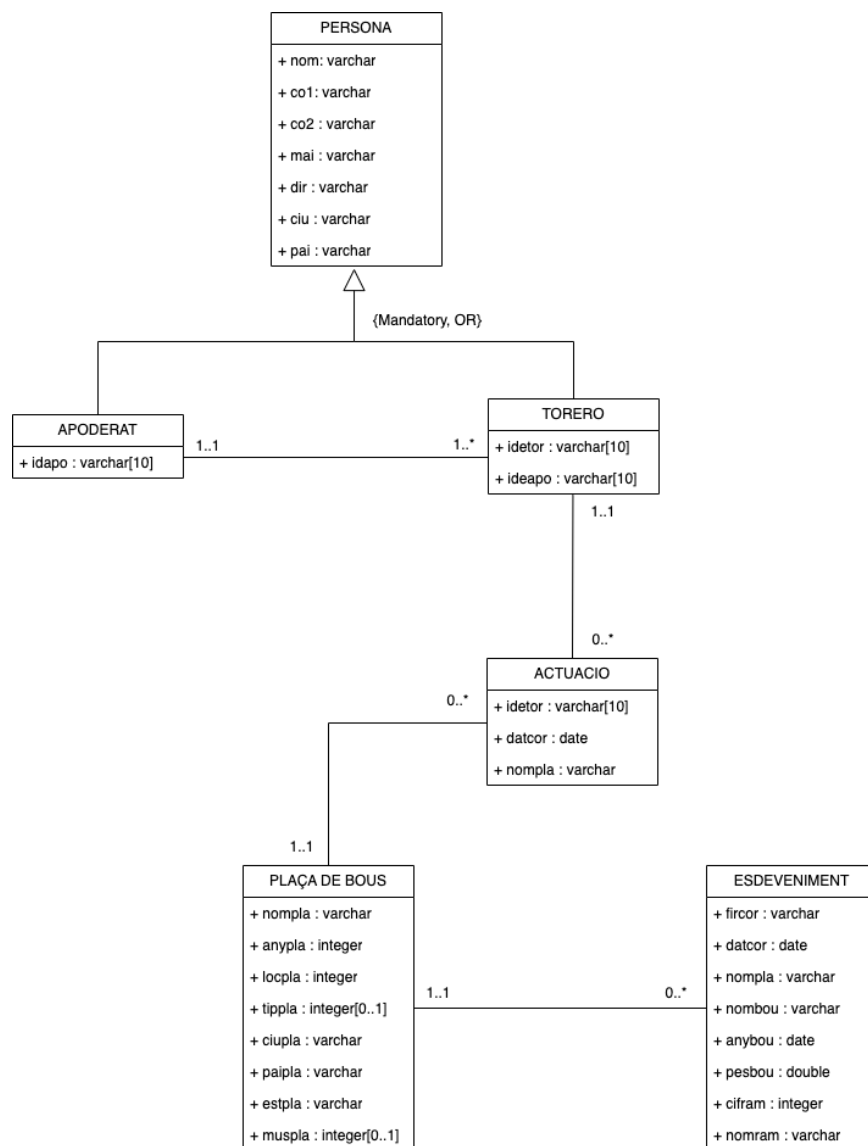 PERSONA
+ nom: varchar
+ co1: varchar
+ co2 : varchar
+ mai : varchar
+ dir : varchar
+ ciu : varchar
+ pai : varchar
{Mandatory, OR}
APODERAT
+ idapo : varchar[10]
1..1
1..*
TORERO
+ idetor : varchar[10]
+ ideapo : varchar[10]
1..1
0..*
ACTUACIO
+ idetor : varchar[10]
+ datcor : date
+ nompla : varchar
0..*
1..1
PLAÇA DE BOUS
+ nompla : varchar
+ anypla : integer
+ locpla : integer
+ tippla : integer[0..1]
+ ciupla : varchar
+ paipla : varchar
+ estpla : varchar
+ muspla : integer[0..1]
1..1
0..*
ESDEVENIMENT
+ fircor : varchar
+ datcor : date
+ nompla : varchar
+ nombou : varchar
+ anybou : date
+ pesbou : double
+ cifram : integer
+ nomram : varchar